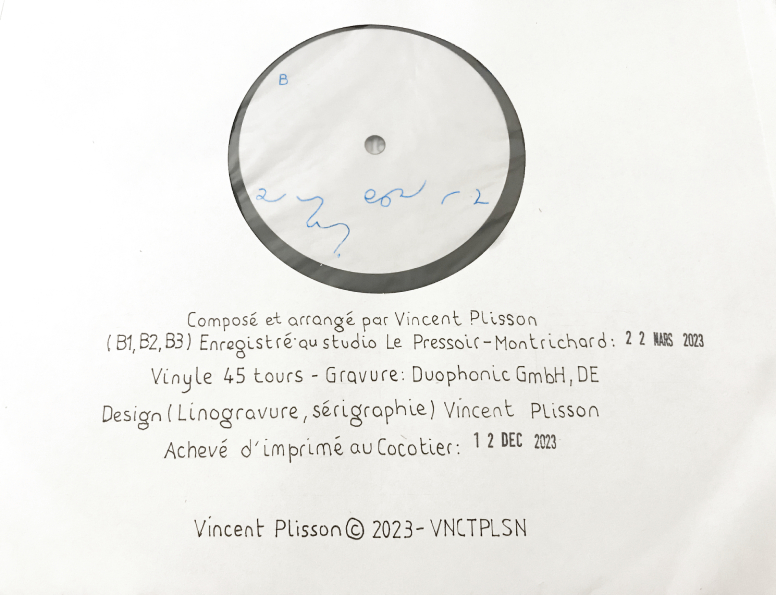 B
Composé et arrangé par Vincent Plisson
(B1, B2, B3) Enregistré au studio Le Pressoir-Montrichard: 22 MARS 2023
Vinyle 45 tours - Gravure: Duophonic GmbH, DE
Design (Linogravure, sérigraphie) Vincent Plisson
Achevé d'imprimé au Cocotier: 12 DEC 2023
Vincent Plisson © 2023 - VNCTPLSN